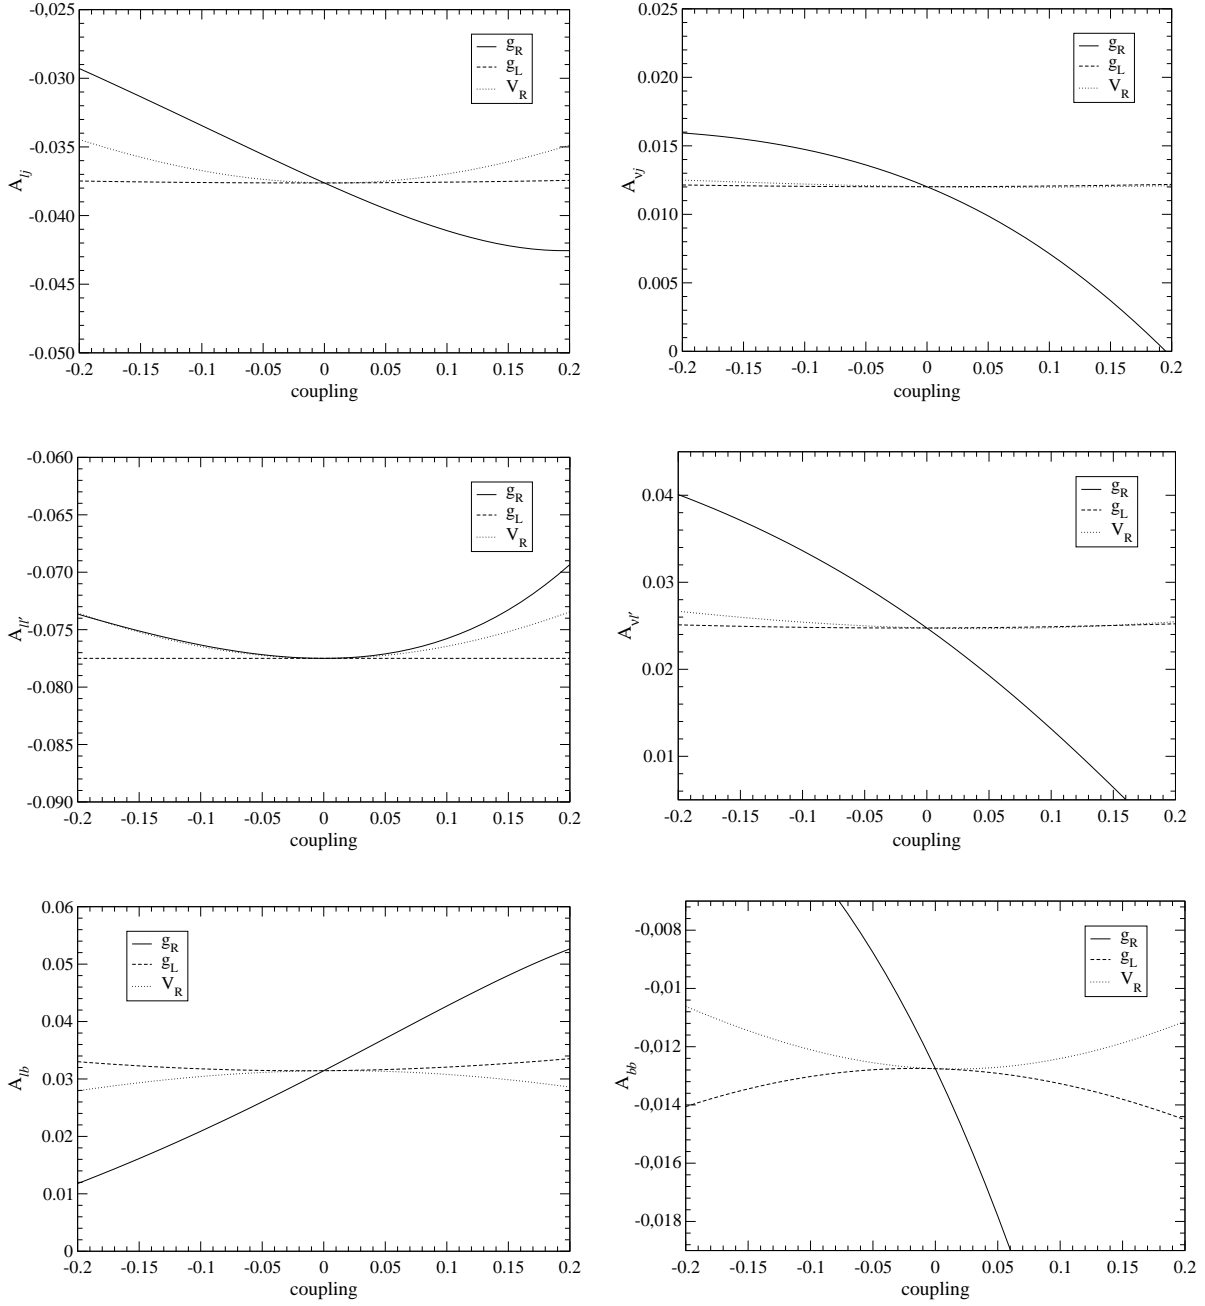 -0.025
-0.030
-0.035
-0.040
-0.045
-0.050
A_lj
g_R
g_L
V_R
-0.2 -0.15 -0.1 -0.05 0 0.05 0.1 0.15 0.2
coupling
0.025
0.020
0.015
0.010
0.005
0
A_νj
g_R
g_L
V_R
-0.2 -0.15 -0.1 -0.05 0 0.05 0.1 0.15 0.2
coupling
-0.060
-0.065
-0.070
-0.075
-0.080
-0.085
-0.090
A_ll'
g_R
g_L
V_R
-0.2 -0.15 -0.1 -0.05 0 0.05 0.1 0.15 0.2
coupling
0.04
0.03
0.02
0.01
A_νl'
g_R
g_L
V_R
-0.2 -0.15 -0.1 -0.05 0 0.05 0.1 0.15 0.2
coupling
0.06
0.05
0.04
0.03
0.02
0.01
0
A_lb
g_R
g_L
V_R
-0.2 -0.15 -0.1 -0.05 0 0.05 0.1 0.15 0.2
coupling
-0,008
-0,01
-0,012
-0,014
-0,016
-0,018
A_bb
g_R
g_L
V_R
-0.2 -0.15 -0.1 -0.05 0 0.05 0.1 0.15 0.2
coupling